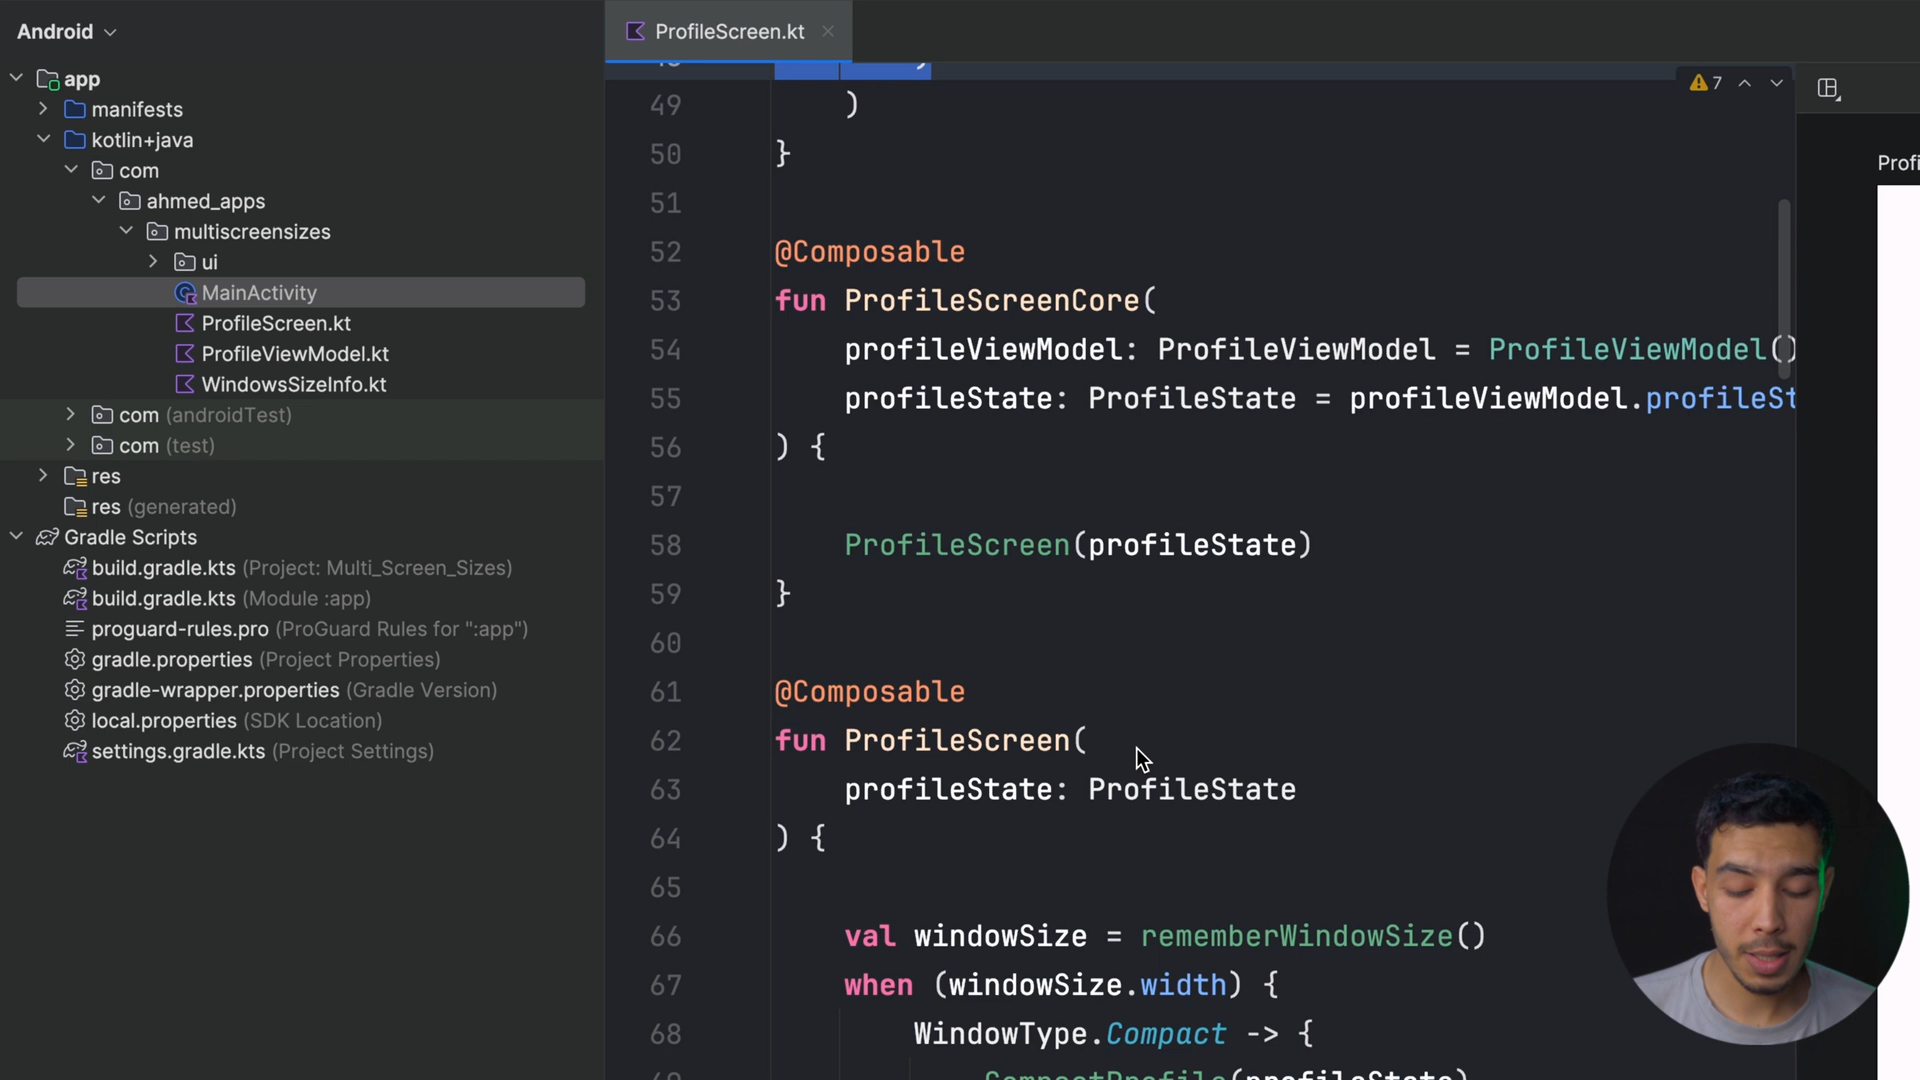 Android
ProfileScreen.kt
app
manifests
kotlin+java
com
ahmed_apps
multiscreensizes
ui
MainActivity
ProfileScreen.kt
ProfileViewModel.kt
WindowsSizeInfo.kt
com (androidTest)
com (test)
res
res (generated)
Gradle Scripts
build.gradle.kts (Project: Multi_Screen_Sizes)
build.gradle.kts (Module :app)
proguard-rules.pro (ProGuard Rules for ":app")
gradle.properties (Project Properties)
gradle-wrapper.properties (Gradle Version)
local.properties (SDK Location)
settings.gradle.kts (Project Settings)
7
49 )
50 }
51
52 @Composable
53 fun ProfileScreenCore(
54 profileViewModel: ProfileViewModel = ProfileViewModel()
55 profileState: ProfileState = profileViewModel.profileSt
56 ) {
57
58 ProfileScreen(profileState)
59 }
60
61 @Composable
62 fun ProfileScreen(
63 profileState: ProfileState
64 ) {
65
66 val windowSize = rememberWindowSize()
67 when (windowSize.width) {
68 WindowType.Compact -> {
69 CompactProfile(profileState)
Profi